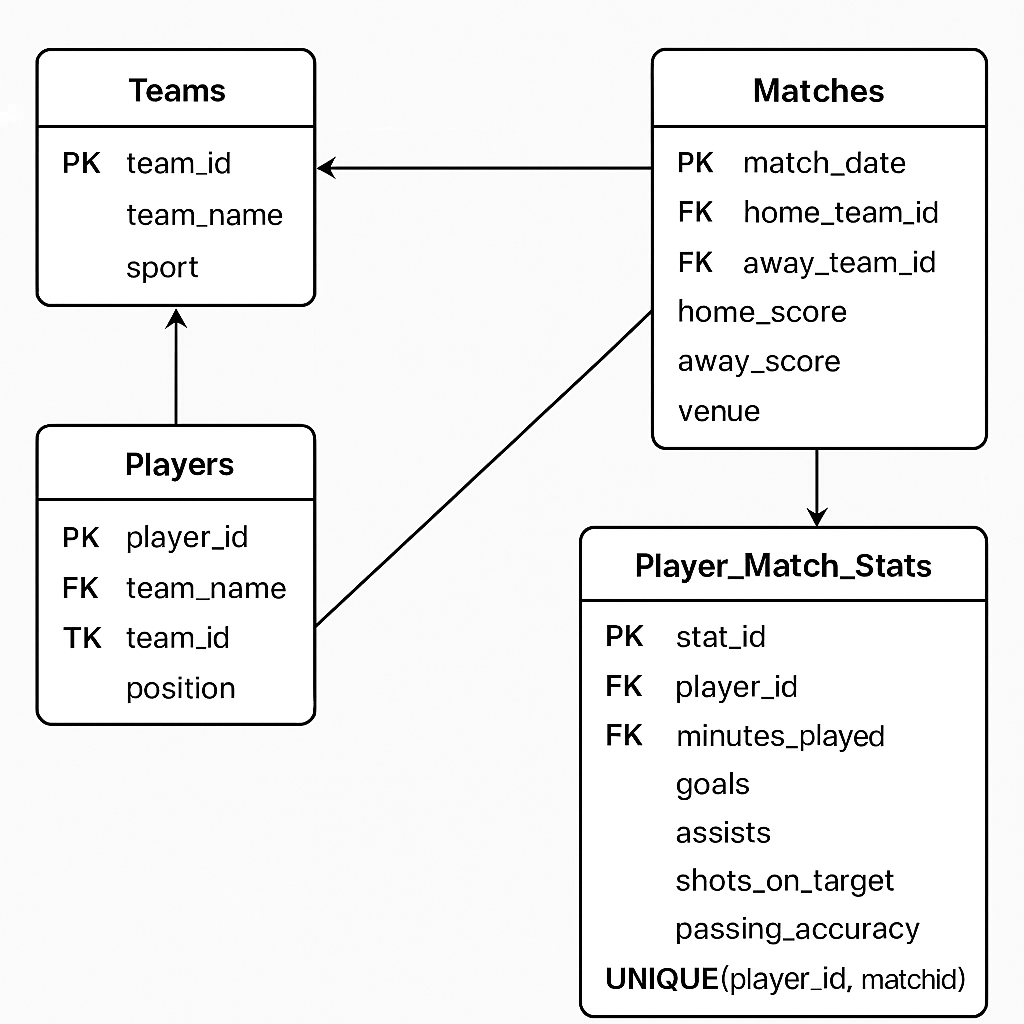 Teams
PK team_id
team_name
sport
Matches
PK match_date
FK home_team_id
FK away_team_id
home_score
away_score
venue
Players
PK player_id
FK team_name
TK team_id
position
Player_Match_Stats
PK stat_id
FK player_id
FK minutes_played
goals
assists
shots_on_target
passing_accuracy
UNIQUE(player_id, matchid)